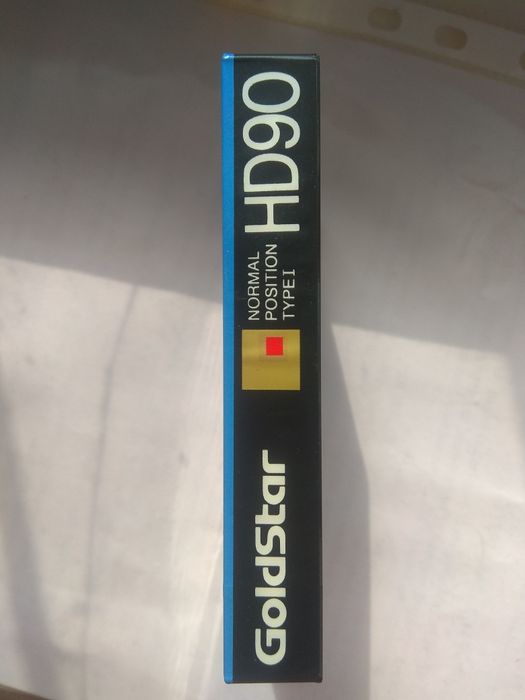 GoldStar
NORMAL
POSITION
TYPE I
HD90